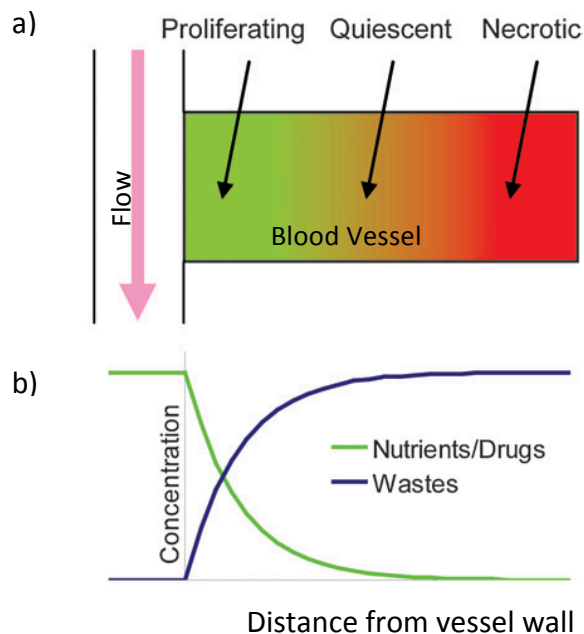 a)
Proliferating Quiescent Necrotic
Flow
Blood Vessel
b)
Concentration
Nutrients/Drugs
Wastes
Distance from vessel wall